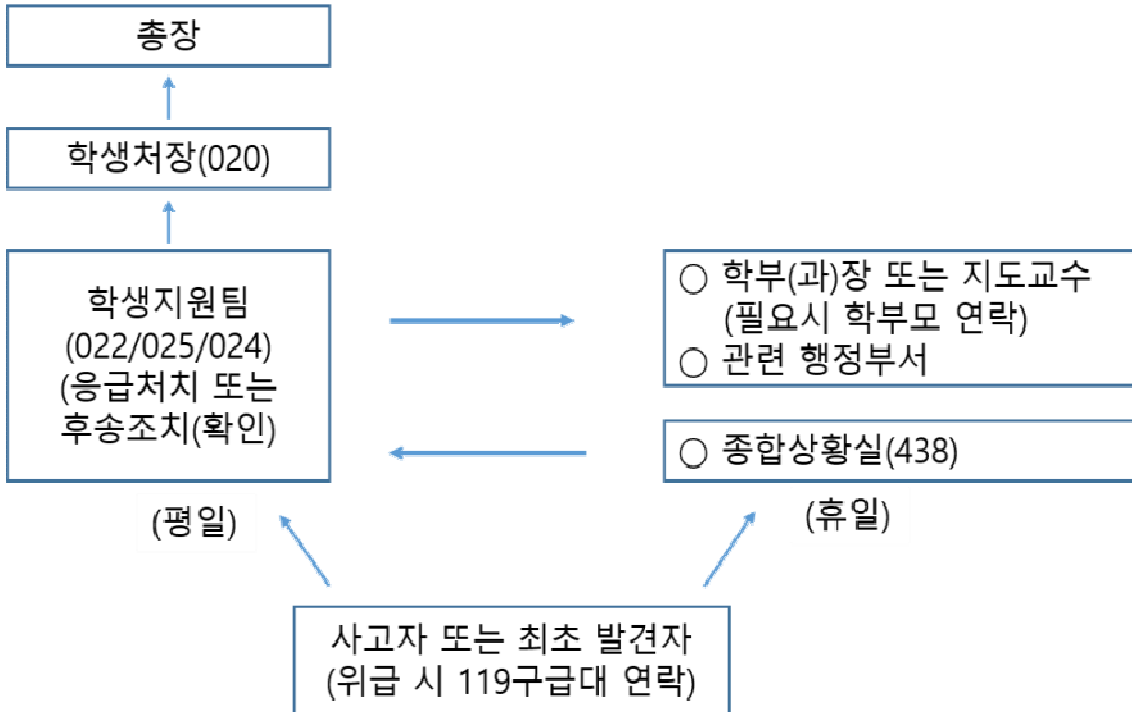 총장
학생처장(020)
학생지원팀
(022/025/024)
(응급처치 또는
후송조치(확인)
(평일)
○ 학부(과)장 또는 지도교수
(필요시 학부모 연락)
○ 관련 행정부서
○ 종합상황실(438)
(휴일)
사고자 또는 최초 발견자
(위급 시 119구급대 연락)